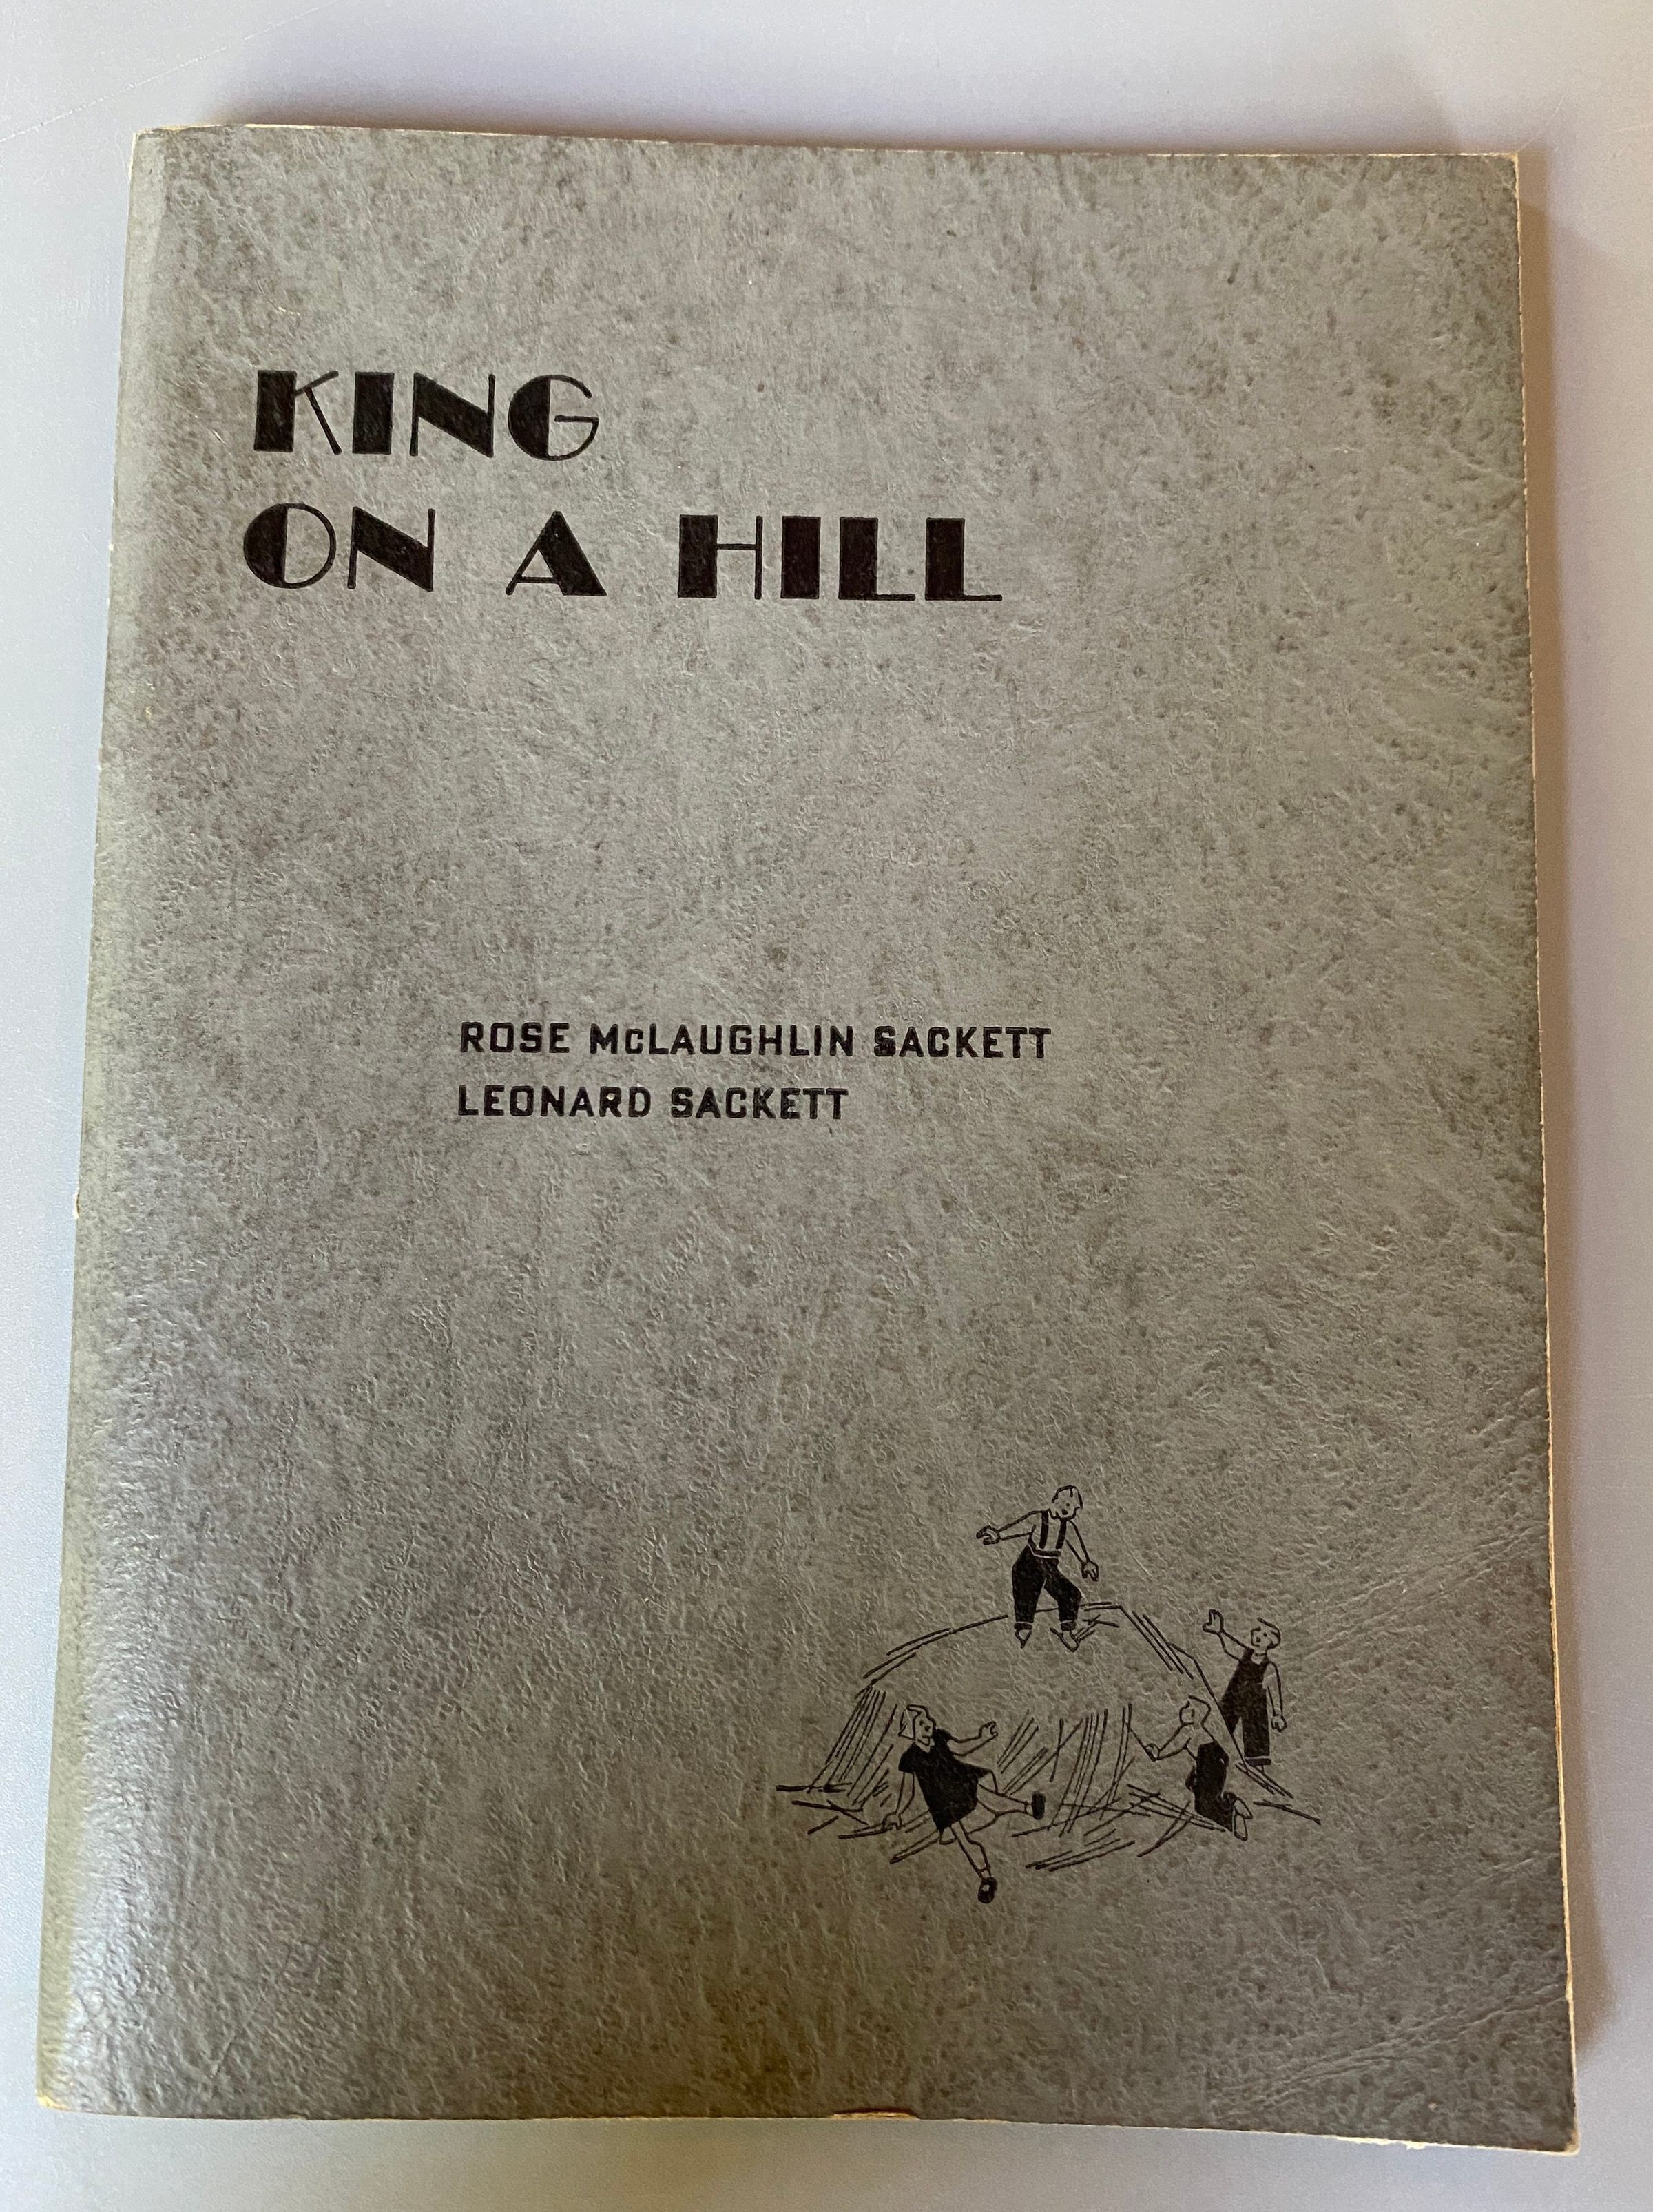 KING
ON A HILL
ROSE McLAUGHLIN SACKETT
LEONARD SACKETT